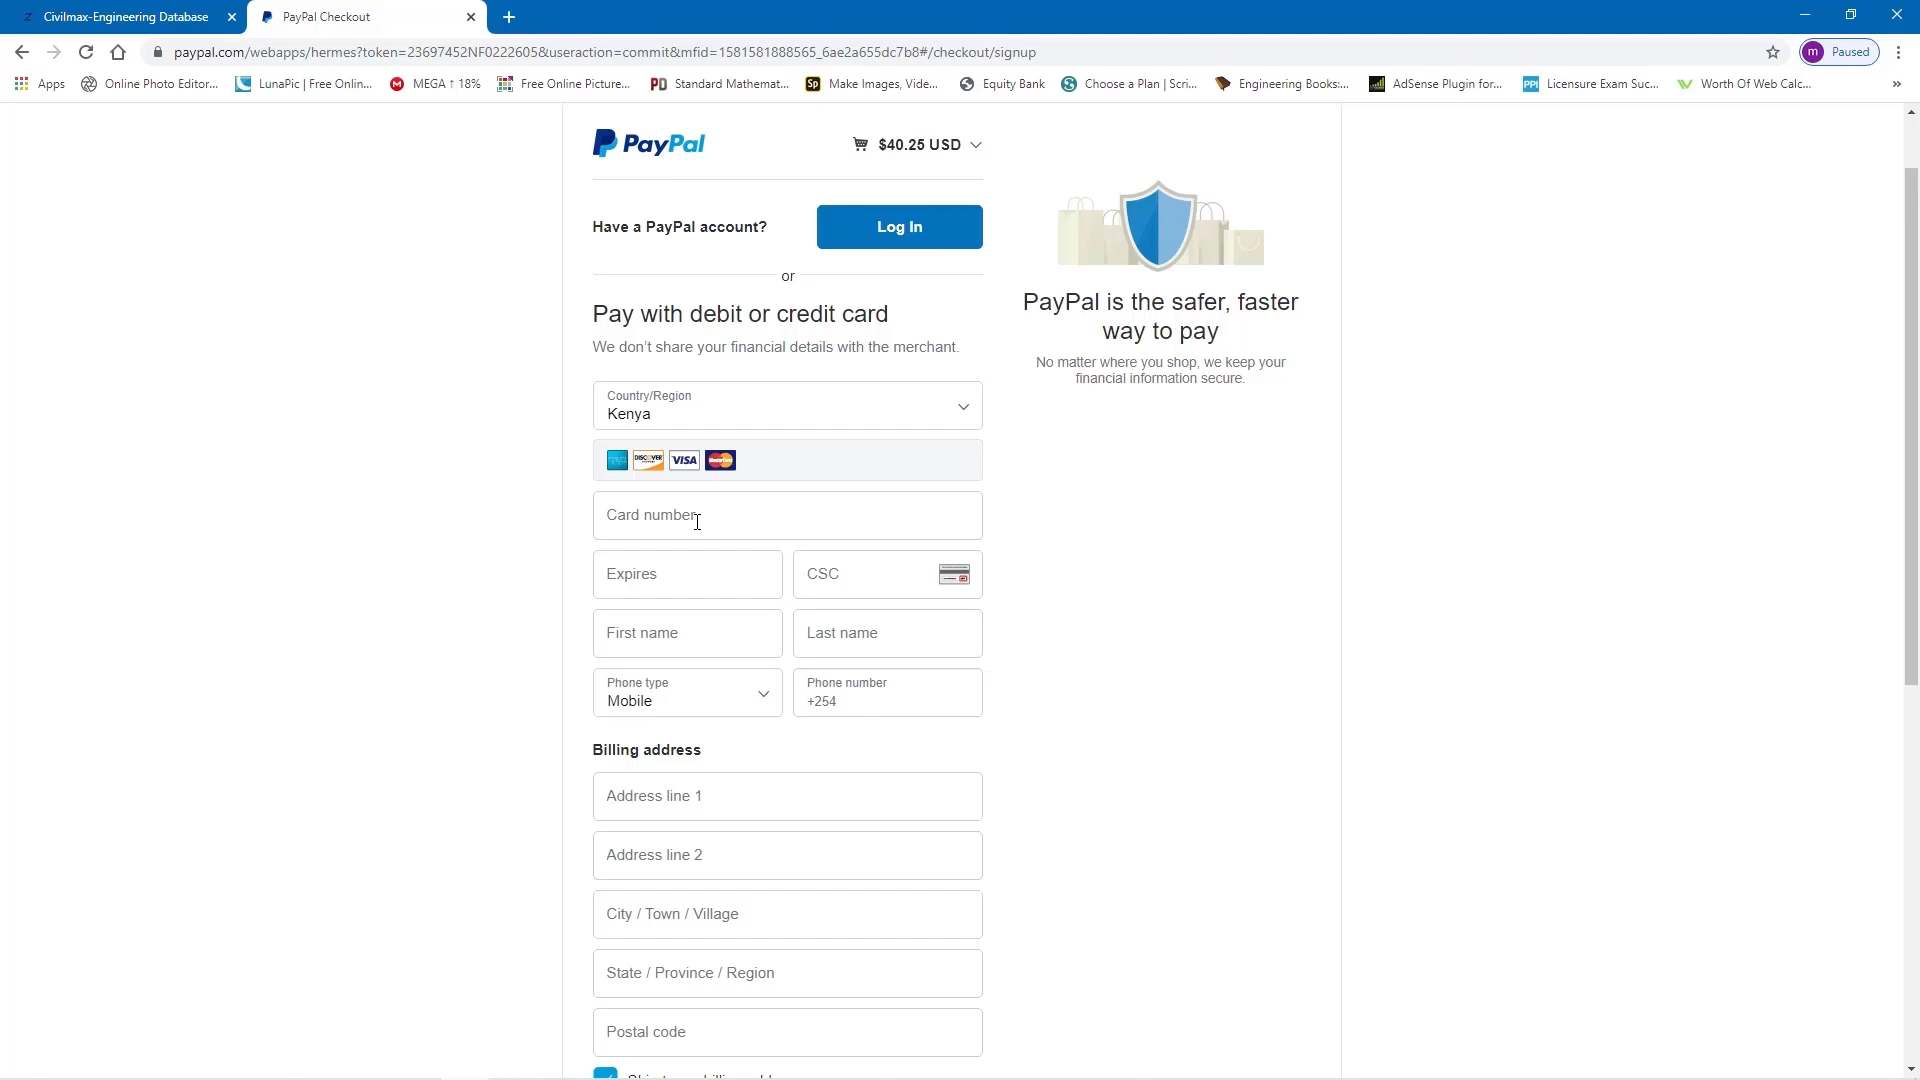 Civilmax-Engineering Database
PayPal Checkout
paypal.com/webapps/hermes?token=23697452NF0222605&useraction=commit&mfid=1581581888565_6ae2a655dc7b8#/checkout/signup
m Paused
Apps Online Photo Editor... LunaPic | Free Onlin... MEGA ↑ 18% Free Online Picture... PD Standard Mathemat... Sp Make Images, Vide... Equity Bank Choose a Plan | Scri... Engineering Books:... AdSense Plugin for... PPI Licensure Exam Suc... Worth Of Web Calc... »
PayPal
$40.25 USD
Have a PayPal account?
Log In
or
Pay with debit or credit card
We don't share your financial details with the merchant.
Country/Region
Kenya
DISCOVER VISA MasterCard
Card number
Expires
CSC
First name
Last name
Phone type
Mobile
Phone number
+254
Billing address
Address line 1
Address line 2
City / Town / Village
State / Province / Region
Postal code
PayPal is the safer, faster
way to pay
No matter where you shop, we keep your
financial information secure.